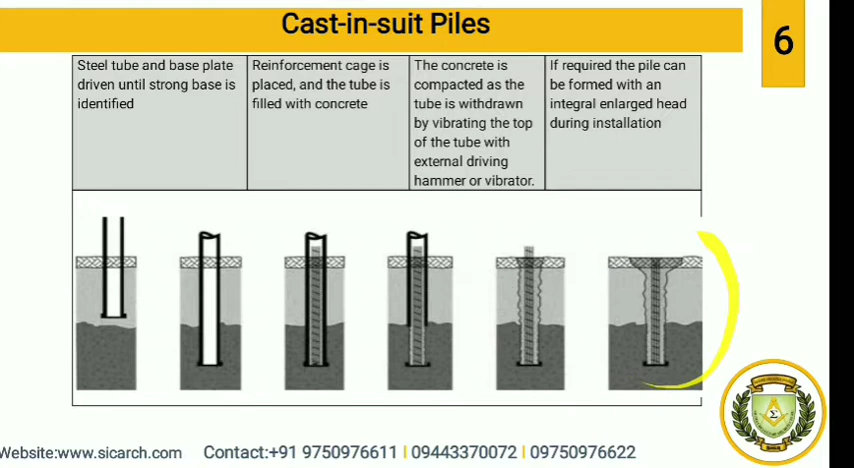 Cast-in-suit Piles
6
Steel tube and base plate
driven until strong base is
identified
Reinforcement cage is
placed, and the tube is
filled with concrete
The concrete is
compacted as the
tube is withdrawn
by vibrating the top
of the tube with
external driving
hammer or vibrator.
If required the pile can
be formed with an
integral enlarged head
during installation
Σ
Website:www.sicarch.com Contact:+91 9750976611 I 09443370072 I 09750976622